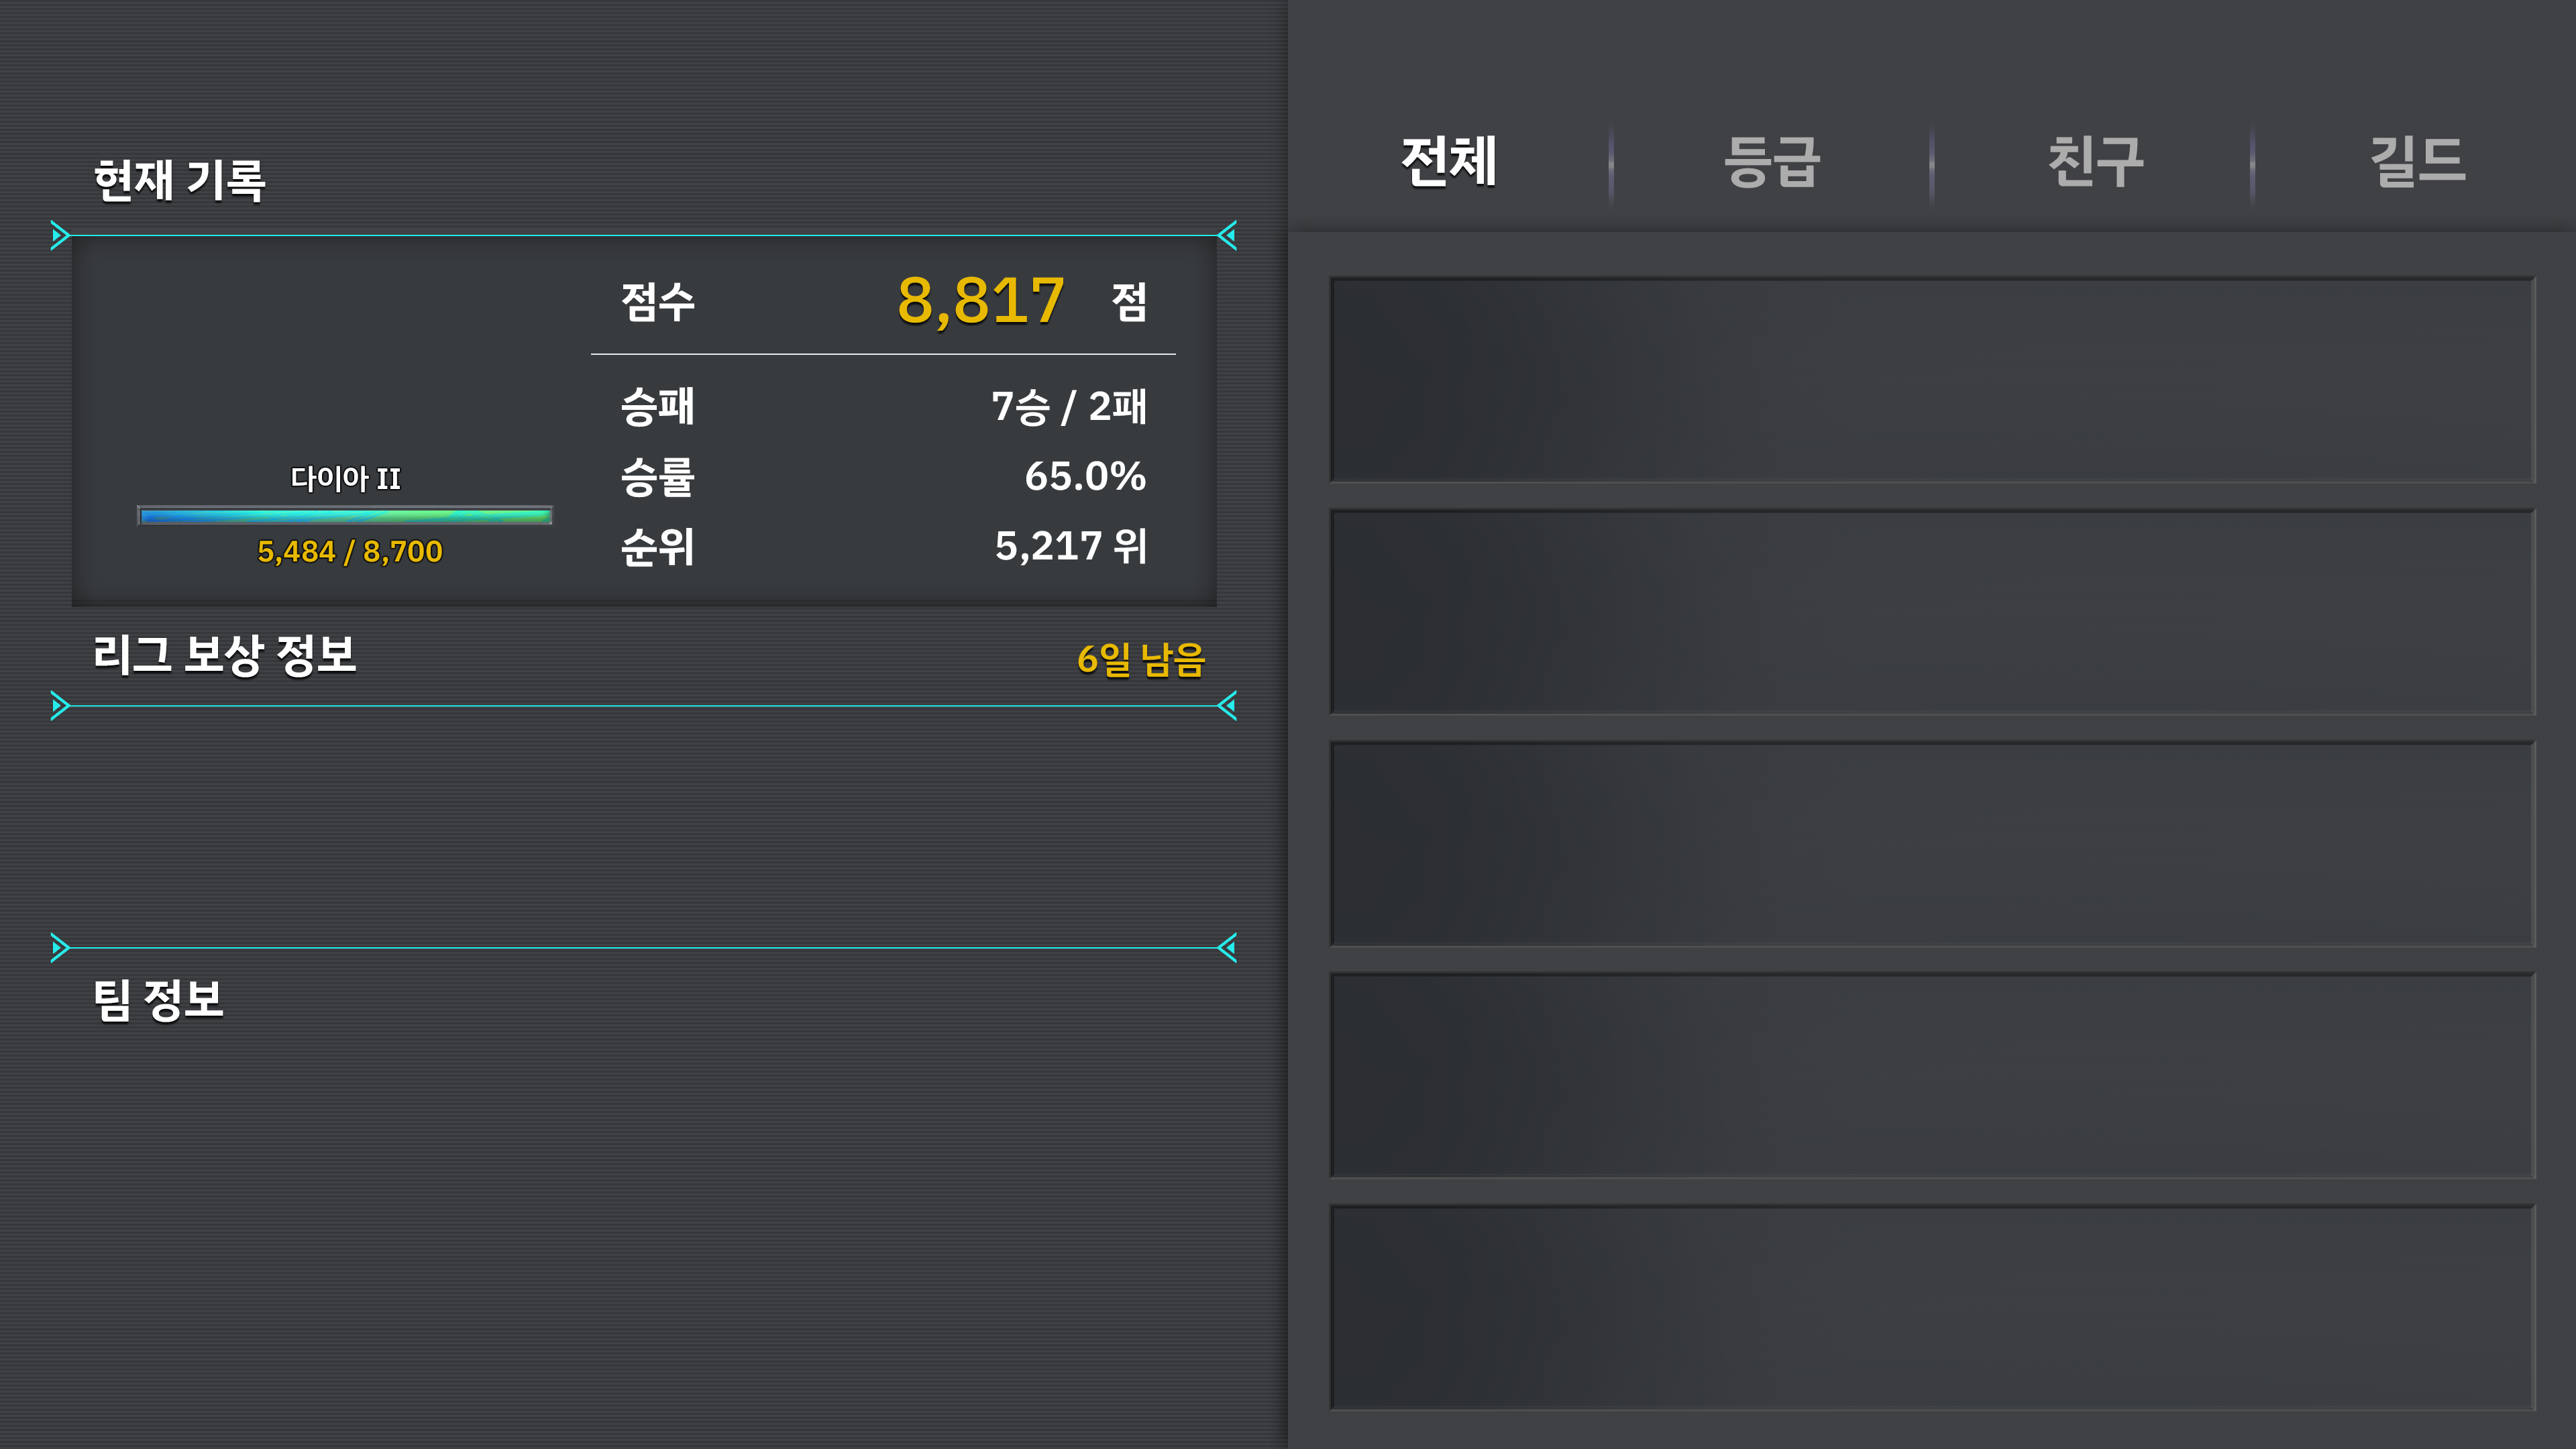 현재 기록
점수 8,817 점
승패 7승 / 2패
승률 65.0%
순위 5,217 위
다이아 II
5,484 / 8,700
리그 보상 정보 6일 남음
팀 정보
전체 등급 친구 길드